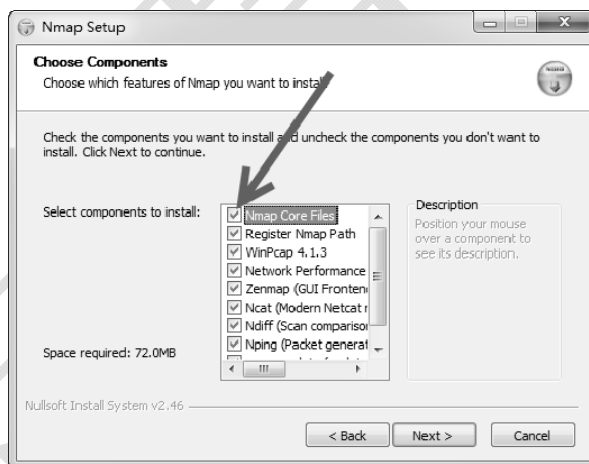 Nmap Setup
Choose Components
Choose which features of Nmap you want to install.
Check the components you want to install and uncheck the components you don't want to
install. Click Next to continue.
Select components to install:
Nmap Core Files
Register Nmap Path
WinPcap 4.1.3
Network Performance
Zenmap (GUI Fronten
Ncat (Modern Netcat r
Ndiff (Scan comparisor
Nping (Packet generat
Description
Position your mouse
over a component to
see its description.
Space required: 72.0MB
Nullsoft Install System v2.46
< Back
Next >
Cancel